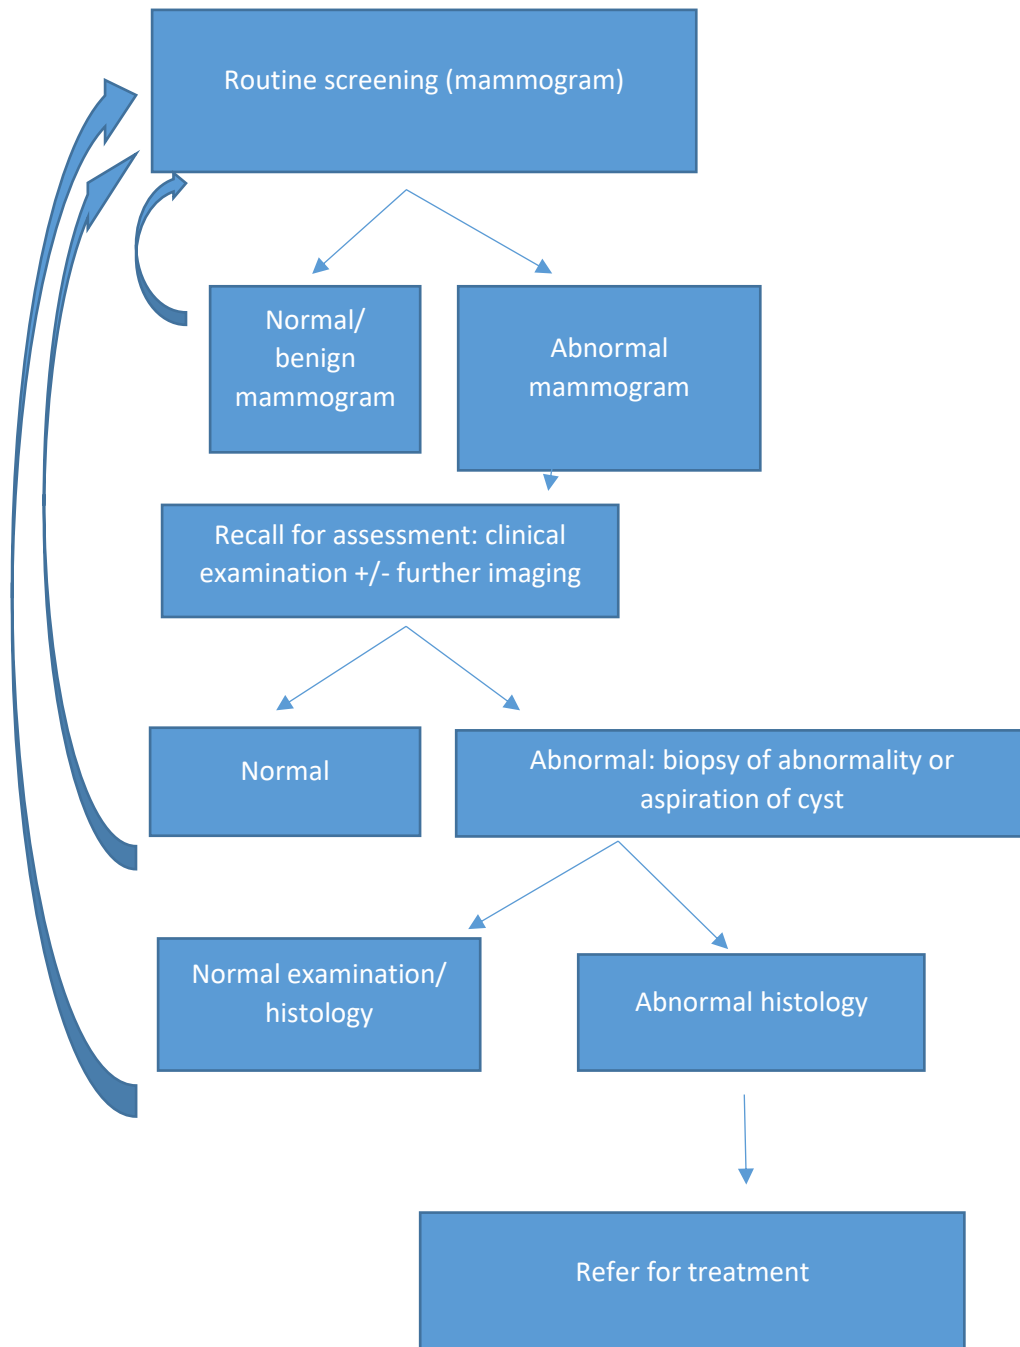 Routine screening (mammogram)
Normal/
benign
mammogram
Abnormal
mammogram
Recall for assessment: clinical
examination +/- further imaging
Normal
Abnormal: biopsy of abnormality or
aspiration of cyst
Normal examination/
histology
Abnormal histology
Refer for treatment